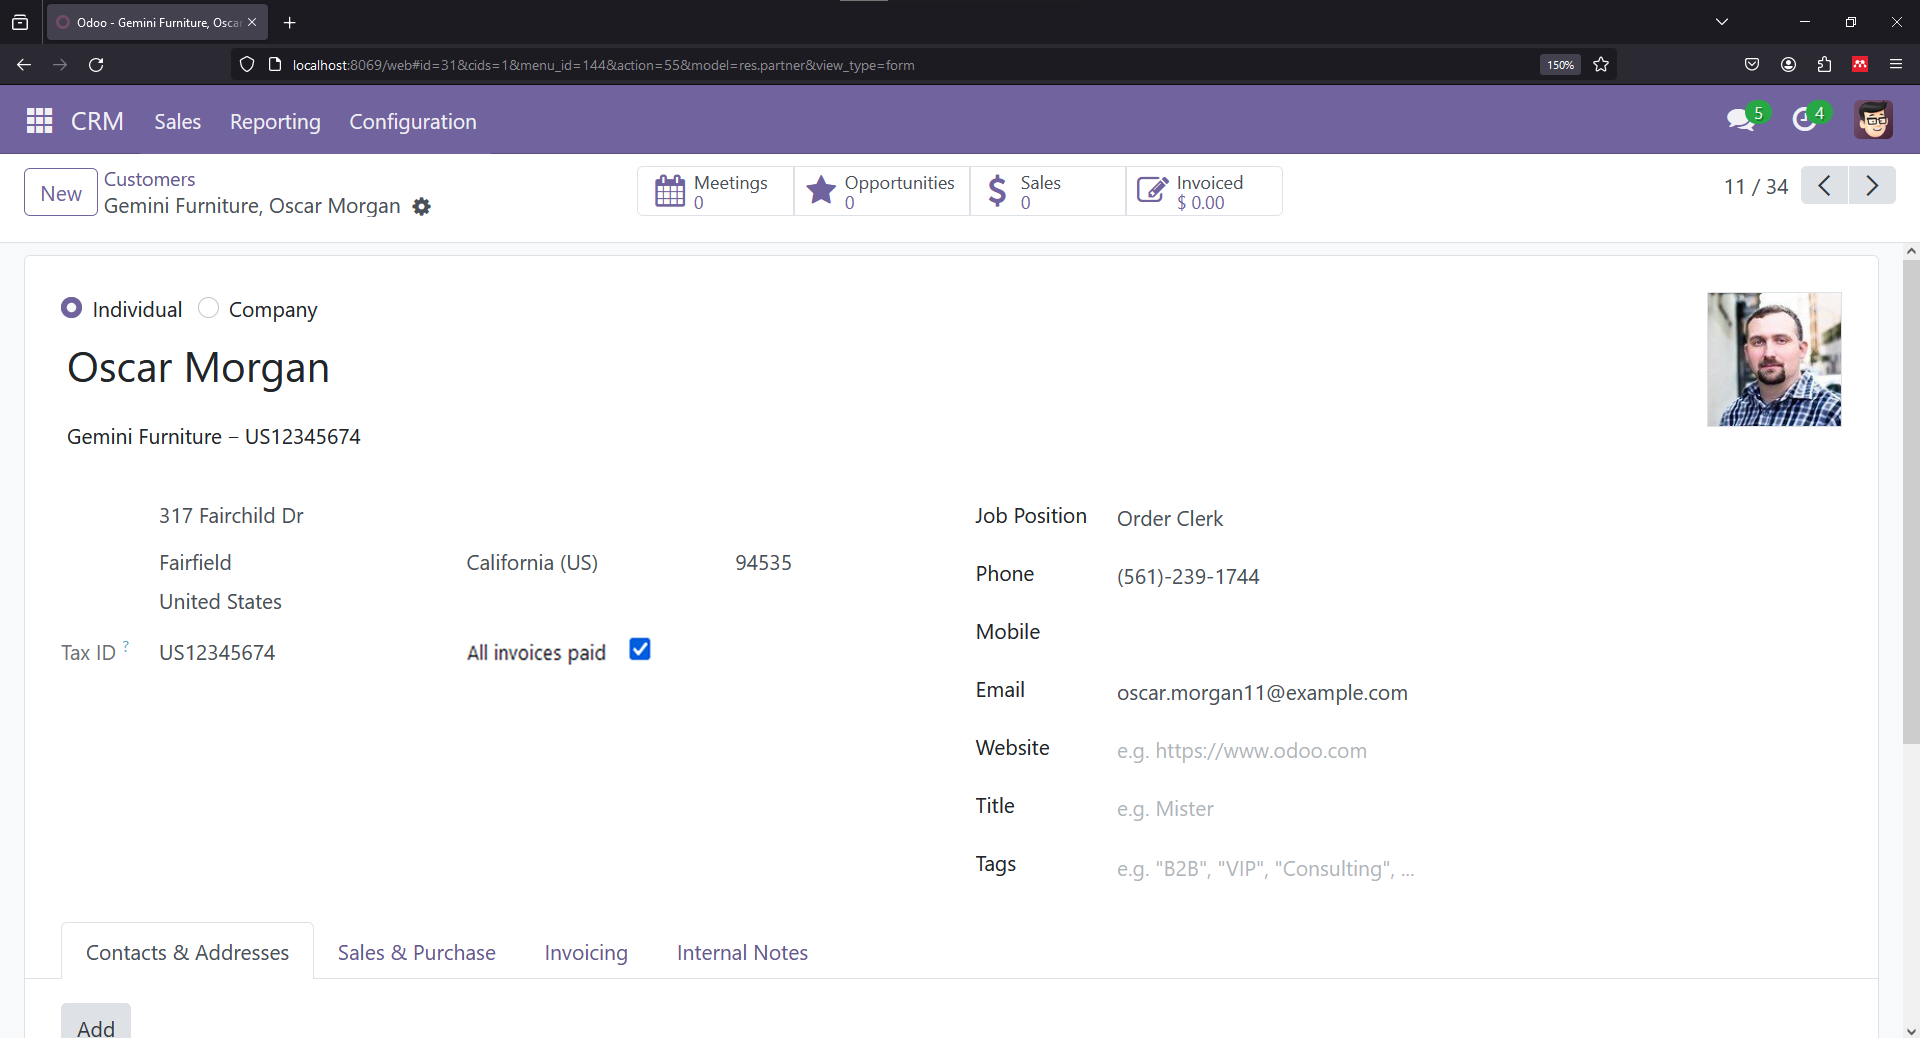 Odoo - Gemini Furniture, Oscar
localhost:8069/web#id=31&cids=1&menu_id=144&action=55&model=res.partner&view_type=form
150%
CRM Sales Reporting Configuration 5 4
New
Customers
Gemini Furniture, Oscar Morgan
Meetings
0
Opportunities
0
Sales
0
Invoiced
$ 0.00
11 / 34
Individual Company
Oscar Morgan
Gemini Furniture – US12345674
317 Fairchild Dr
Fairfield California (US) 94535
United States
Tax ID ? US12345674 All invoices paid
Job Position Order Clerk
Phone (561)-239-1744
Mobile
Email oscar.morgan11@example.com
Website e.g. https://www.odoo.com
Title e.g. Mister
Tags e.g. "B2B", "VIP", "Consulting", ...
Contacts & Addresses Sales & Purchase Invoicing Internal Notes
Add